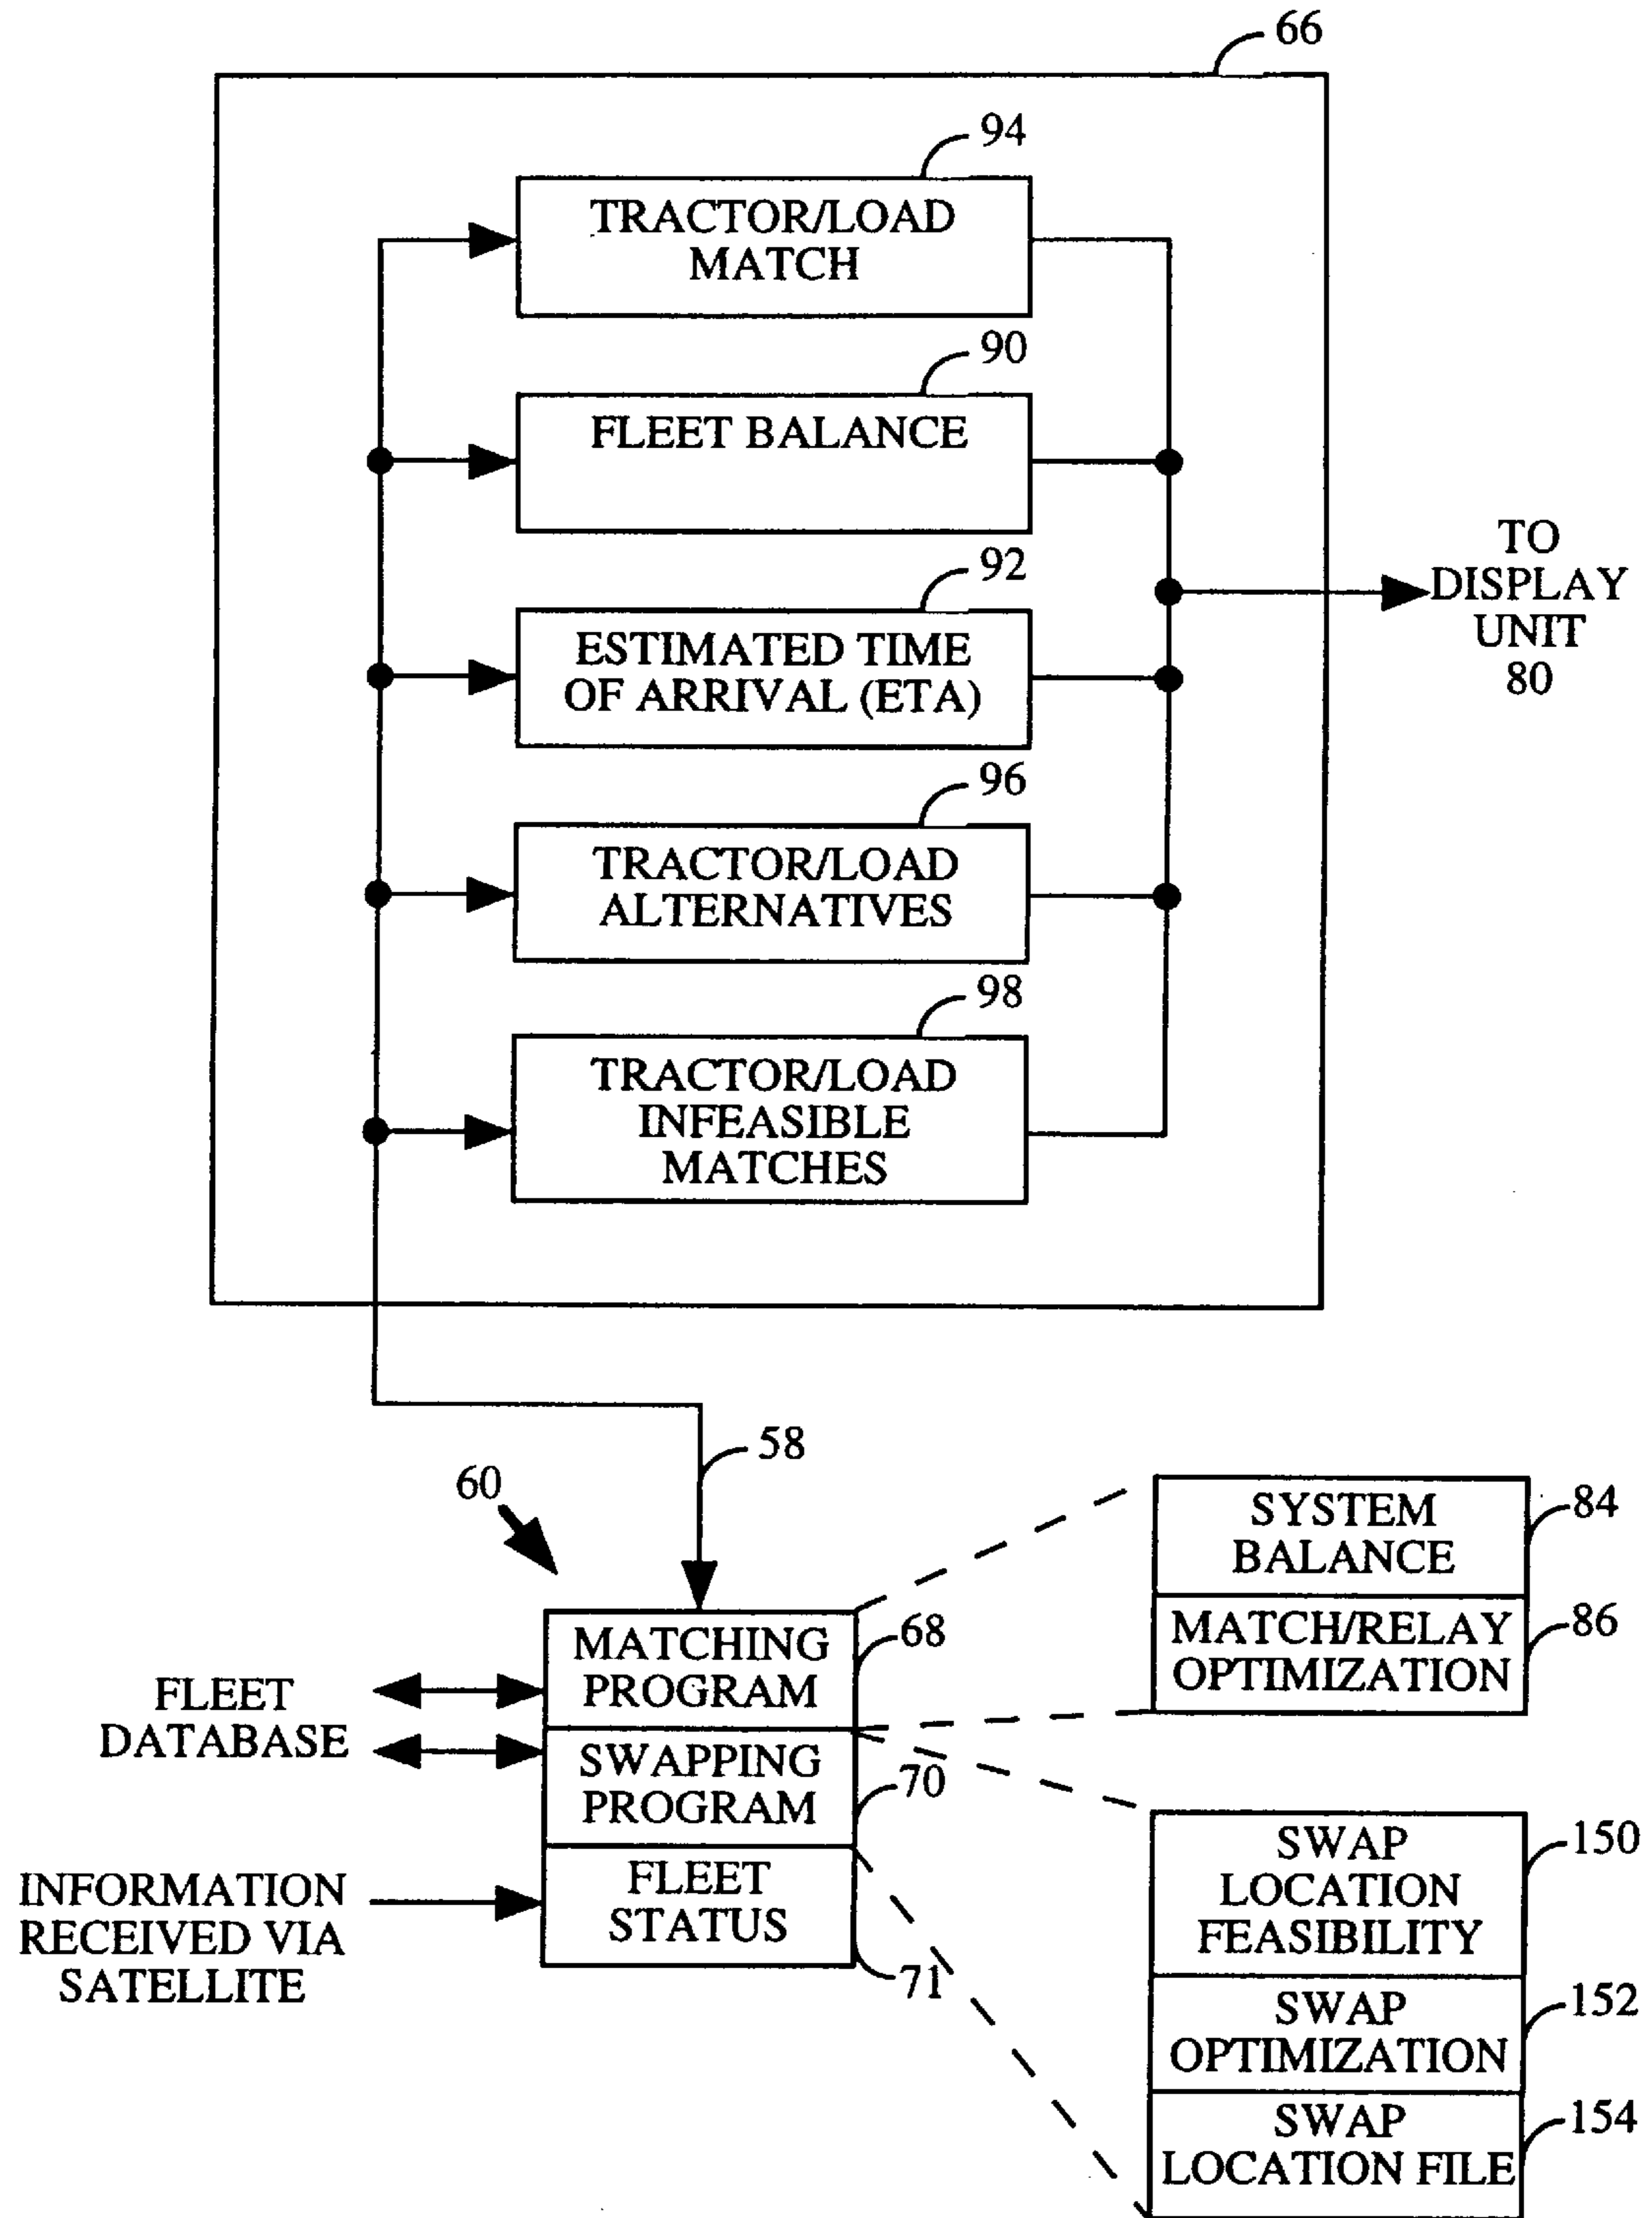 66
94
TRACTOR/LOAD
MATCH
90
FLEET BALANCE
92
ESTIMATED TIME
OF ARRIVAL (ETA)
TO
DISPLAY
UNIT
80
96
TRACTOR/LOAD
ALTERNATIVES
98
TRACTOR/LOAD
INFEASIBLE
MATCHES
58
60
SYSTEM
BALANCE
84
MATCH/RELAY
OPTIMIZATION
86
MATCHING
PROGRAM
68
FLEET
DATABASE
SWAPPING
PROGRAM
70
INFORMATION
RECEIVED VIA
SATELLITE
FLEET
STATUS
71
SWAP
LOCATION
FEASIBILITY
150
SWAP
OPTIMIZATION
152
SWAP
LOCATION FILE
154